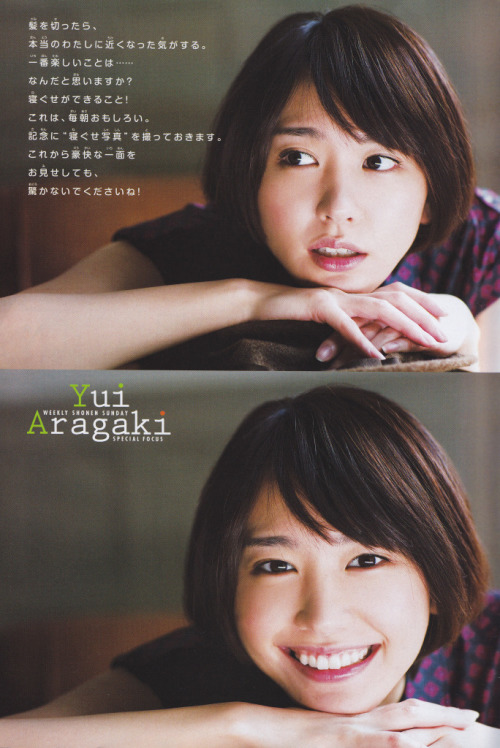 髪を切ったら、
本当のわたしに近くなった気がする。
一番楽しいことは……
なんだと思いますか？
寝ぐせができること！
これは、毎朝おもしろい。
記念に“寝ぐせ写真”を撮っておきます。
これから豪快な一面を
お見せしても、
驚かないでくださいね！
Yui
WEEKLY SHONEN SUNDAY
Aragaki
SPECIAL FOCUS